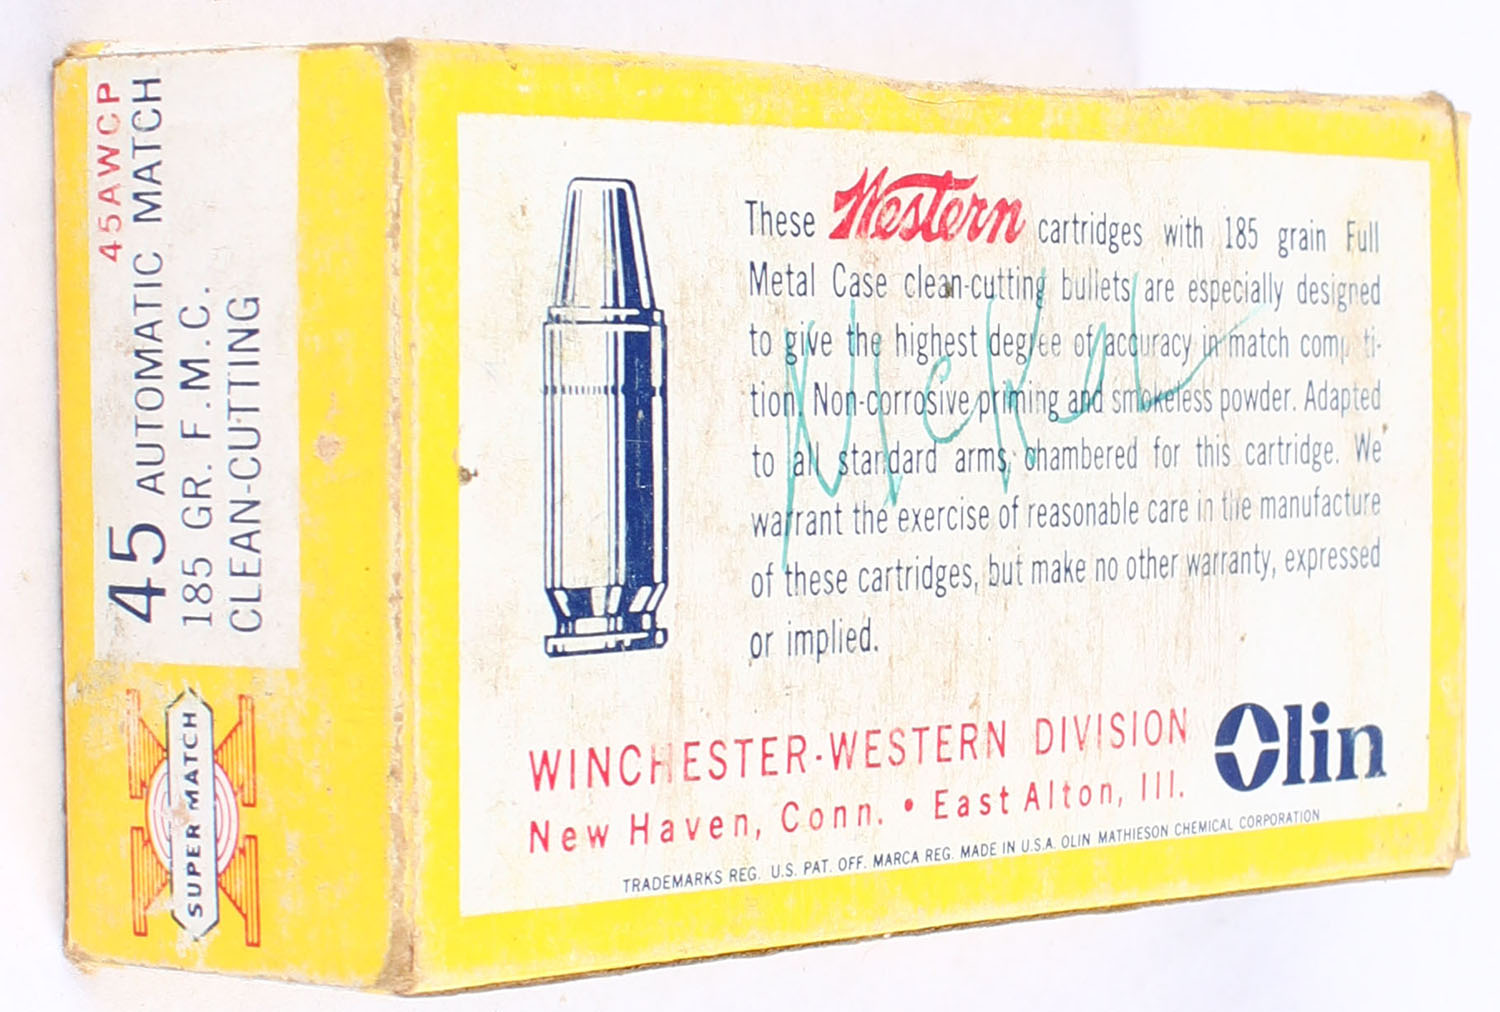 45AWCP
45 AUTOMATIC MATCH
185 GR. F.M.C.
CLEAN-CUTTING
SUPER MATCH
These Western cartridges with 185 grain Full
Metal Case clean-cutting bullets are especially designed
to give the highest degree of accuracy in match competi-
tion. Non-corrosive priming and smokeless powder. Adapted
to all standard arms, chambered for this cartridge. We
warrant the exercise of reasonable care in the manufacture
of these cartridges, but make no other warranty, expressed
or implied.
WINCHESTER-WESTERN DIVISION
New Haven, Conn. • East Alton, Ill.
Olin
TRADEMARKS REG. U.S. PAT. OFF. MARCA REG. MADE IN U.S.A. OLIN MATHIESON CHEMICAL CORPORATION